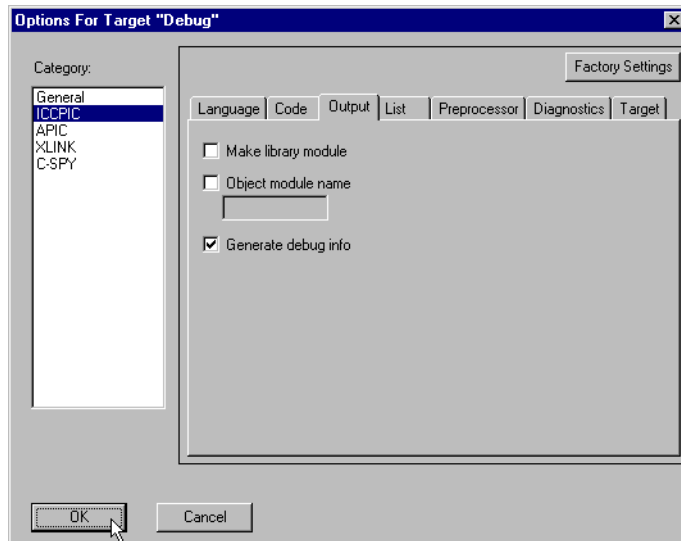 Options For Target "Debug"
Category:
Factory Settings
General
ICCPIC
APIC
XLINK
C-SPY
Language Code Output List Preprocessor Diagnostics Target
Make library module
Object module name
Generate debug info
OK Cancel